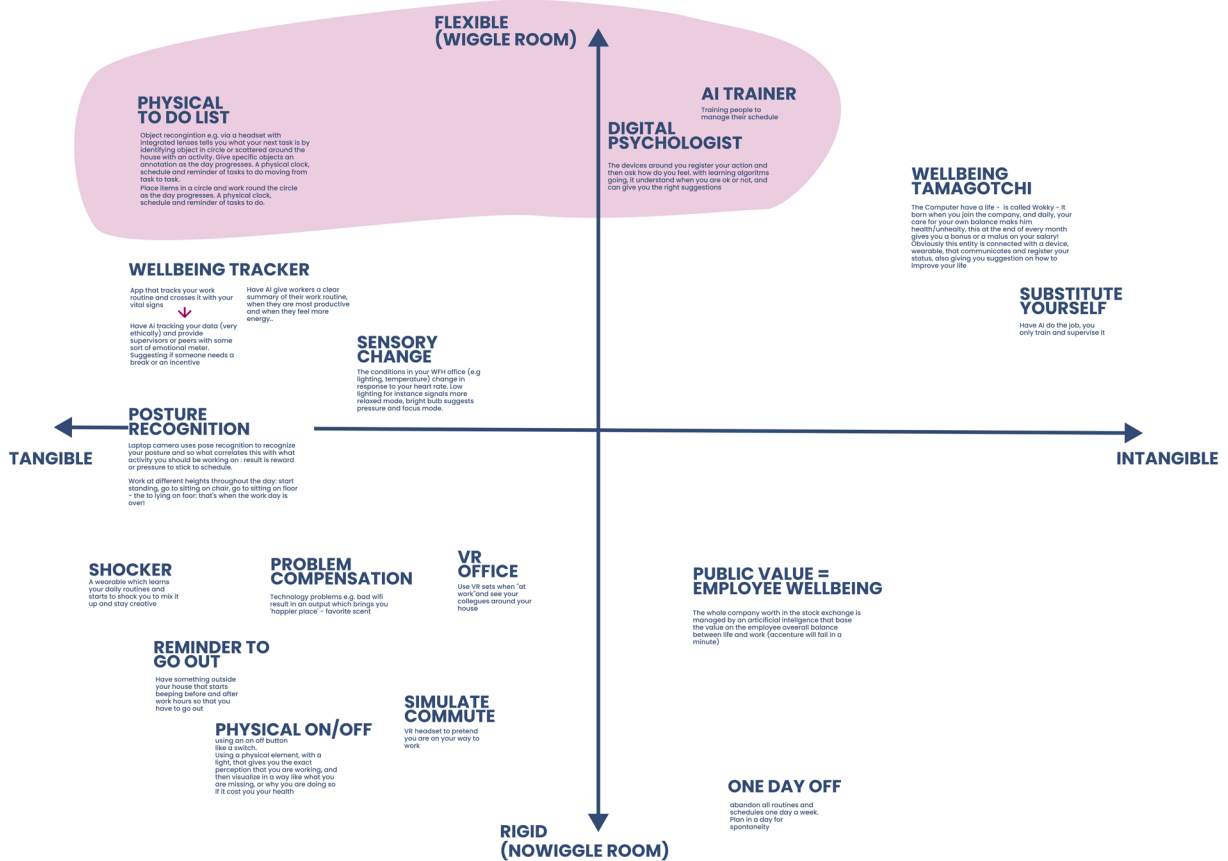 FLEXIBLE
(WIGGLE ROOM)
PHYSICAL
TO DO LIST
Object recongintion e.g. via a headset with
integrated lenses tells you what your next task is by
identifying object in circle or scattered around the
house with an activity. Give specific objects an
annotation as the day progresses. A physical clock,
schedule and reminder of tasks to do moving from
task to task.
Place items in a circle and work round the circle
as the day progresses. A physical clock,
schedule and reminder of tasks to do.
AI TRAINER
Training people to
manage their schedule
DIGITAL
PSYCHOLOGIST
The devices around you register your action and
then ask how do you feel. with learning algoritms
going, it understand when you are ok or not, and
can give you the right suggestions
WELLBEING
TAMAGOTCHI
The Computer have a life -  is called Wokky - it
born when you join the company, and daily, your
care for your own balance maks him
health/unhealty, this at the end of every month
gives you a bonus or a malus on your salary!
Obviously this entity is connected with a device,
wearable, that communicates and register your
status, also giving you suggestion on how to
improve your life
WELLBEING TRACKER
App that tracks your work
routine and crosses it with your
vital signs
Have Ai tracking your data (very
ethically) and provide
supervisors or peers with some
sort of emotional meter.
Suggesting if someone needs a
break or an incentive
Have AI give workers a clear
summary of their work routine,
when they are most productive
and when they feel more
energy..
SUBSTITUTE
YOURSELF
Have AI do the job, you
only train and supervise it
SENSORY
CHANGE
The conditions in your WFH office (e.g
lighting, temperature) change in
response to your heart rate. Low
lighting for instance signals more
relaxed mode, bright bulb suggests
pressure and focus mode.
POSTURE
RECOGNITION
Laptop camera uses pose recognition to recognize
your posture and so what correlates this with what
activity you should be working on : result is reward
or pressure to stick to schedule.
Work at different heights throughout the day: start
standing, go to sitting on chair, go to sitting on floor
- the to lying on foor: that's when the work day is
over!
TANGIBLE
INTANGIBLE
SHOCKER
A wearable which learns
your daily routines and
starts to shock you to mix it
up and stay creative
PROBLEM
COMPENSATION
Technology problems e.g. bad wifi
result in an output which brings you
'happier place' - favorite scent
VR
OFFICE
Use VR sets when "at
work"and see your
collegues around your
house
PUBLIC VALUE =
EMPLOYEE WELLBEING
The whole company worth in the stock exchange is
managed by an articificial intelligence that base
the value on the employee oveerall balance
between life and work (accenture will fail in a
minute)
REMINDER TO
GO OUT
Have something outside
your house that starts
beeping before and after
work hours so that you
have to go out
SIMULATE
COMMUTE
VR headset to pretend
you are on your way to
work
PHYSICAL ON/OFF
using an on off button
like a switch.
Using a physical element, with a
light, that gives you the exact
perception that you are working, and
then visualize in a way like what you
are missing, or why you are doing so
if it cost you your health
ONE DAY OFF
abandon all routines and
schedules one day a week.
Plan in a day for
spontaneity
RIGID
(NOWIGGLE ROOM)